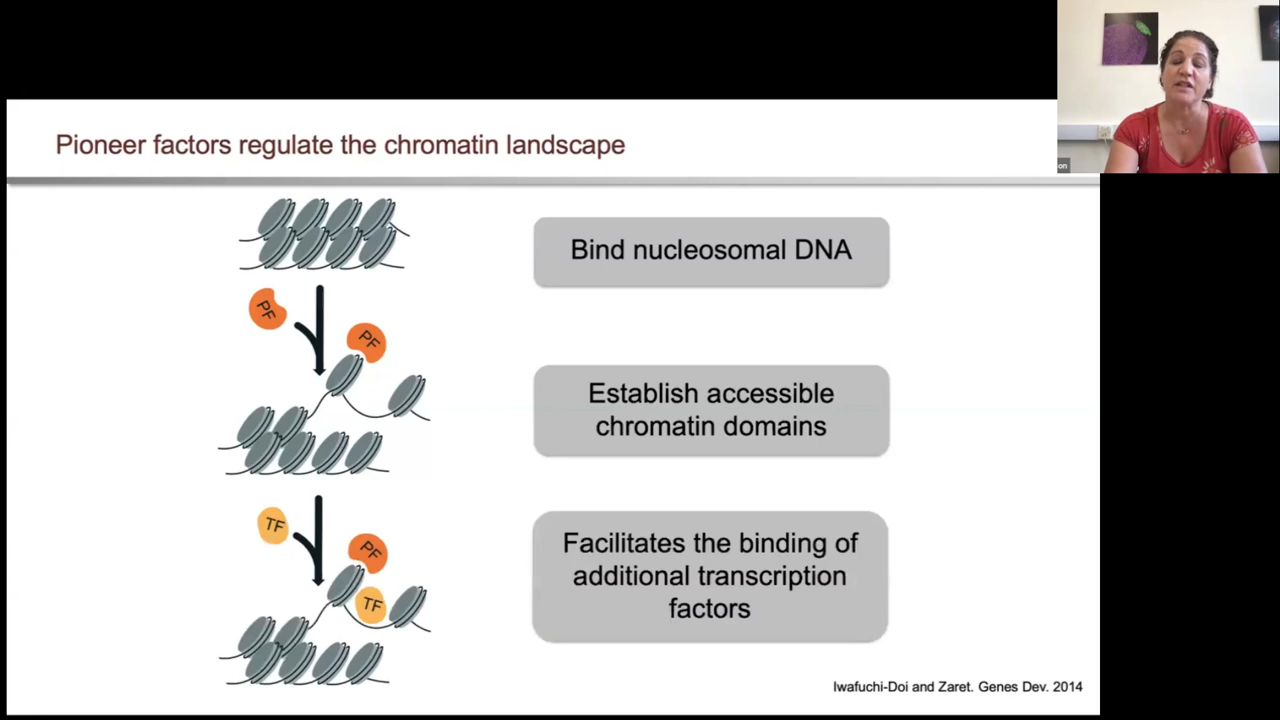 Pioneer factors regulate the chromatin landscape
on
Bind nucleosomal DNA
PF
PF
Establish accessible
chromatin domains
TF
PF
TF
Facilitates the binding of
additional transcription
factors
Iwafuchi-Doi and Zaret. Genes Dev. 2014